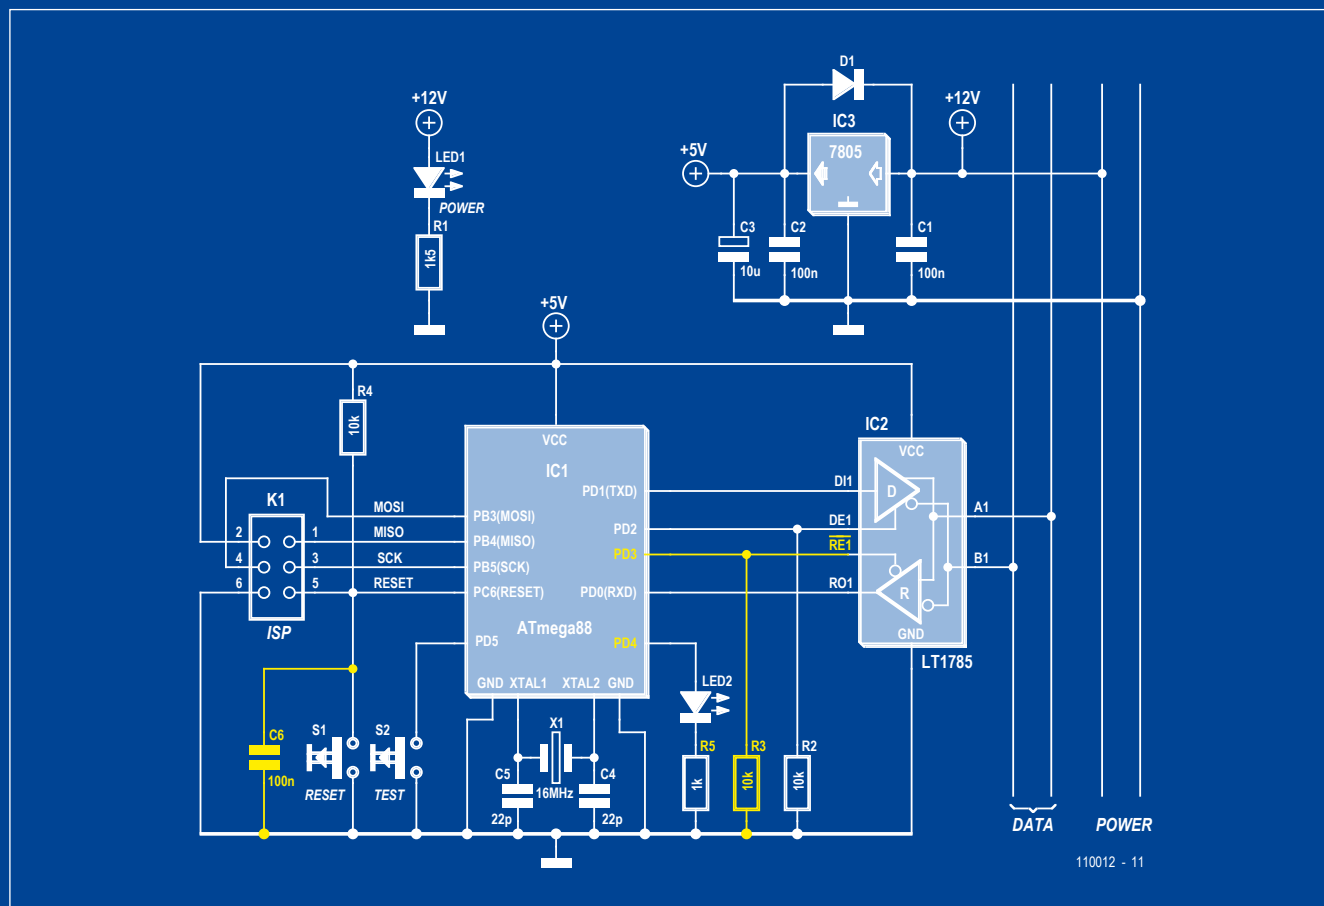 D1
+12V
+12V
IC3
+5V
7805
LED1
POWER
R1
1k5
C3
10u
C2
100n
C1
100n
+5V
R4
10k
IC2
VCC
VCC
IC1
K1
MOSI
PB3(MOSI)
PD1(TXD)
DI1
D
A1
2
1
MISO
PB4(MISO)
PD2
DE1
4
3
SCK
PB5(SCK)
PD3
RE1
B1
6
5
RESET
PC6(RESET)
PD0(RXD)
RO1
R
ISP
ATmega88
PD5
PD4
GND
LT1785
GND
XTAL1
XTAL2
GND
LED2
C6
100n
S1
RESET
S2
TEST
X1
16MHz
C5
22p
C4
22p
R5
1k
R3
10k
R2
10k
DATA
POWER
110012 - 11